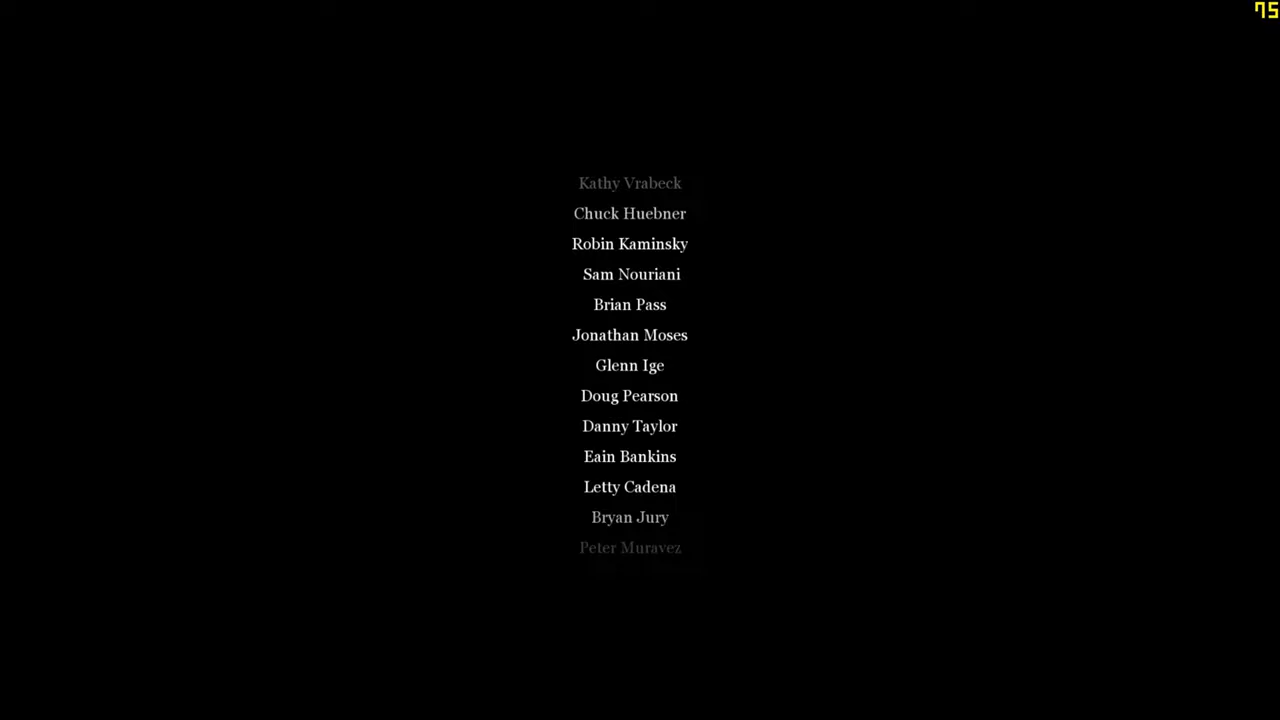 75
Kathy Vrabeck
Chuck Huebner
Robin Kaminsky
Sam Nouriani
Brian Pass
Jonathan Moses
Glenn Ige
Doug Pearson
Danny Taylor
Eain Bankins
Letty Cadena
Bryan Jury
Peter Muravez